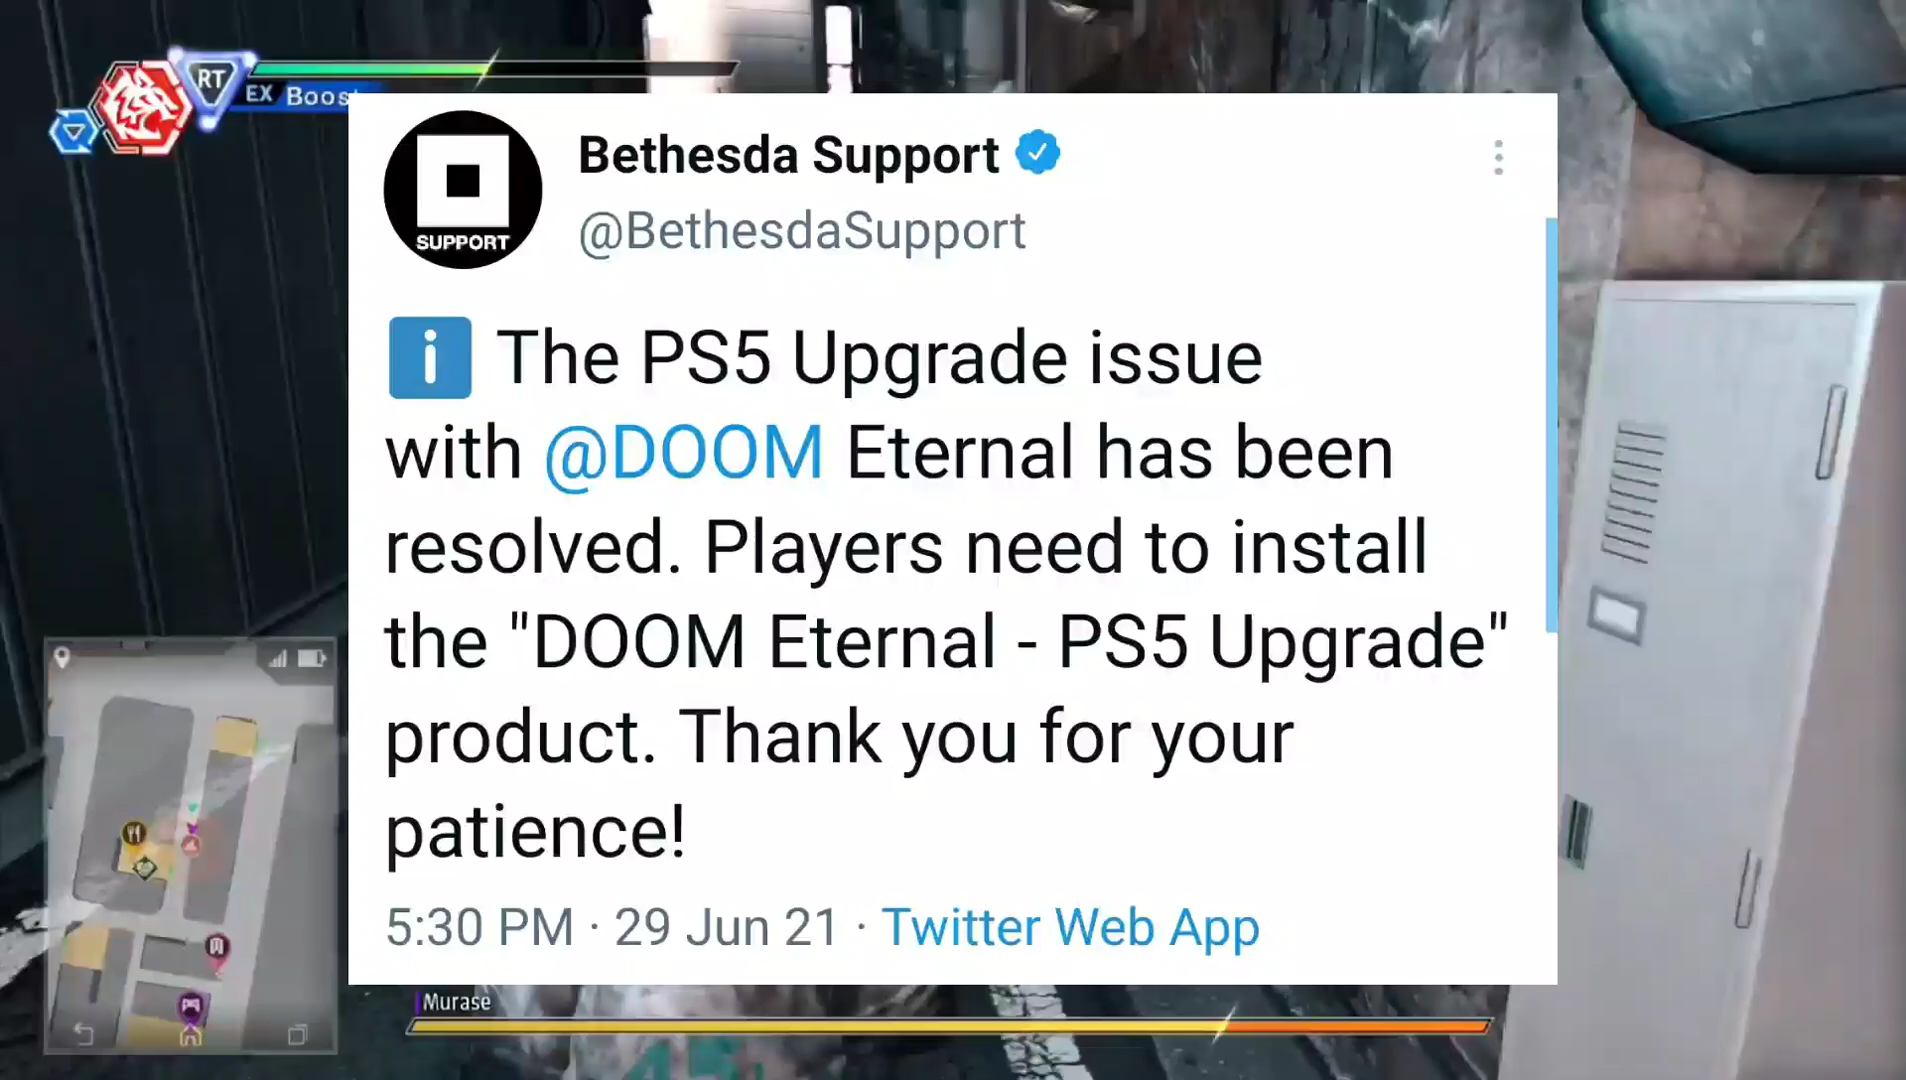 RT
EX Boost
SUPPORT
Bethesda Support
@BethesdaSupport
i The PS5 Upgrade issue
with @DOOM Eternal has been
resolved. Players need to install
the "DOOM Eternal - PS5 Upgrade"
product. Thank you for your
patience!
5:30 PM · 29 Jun 21 · Twitter Web App
Murase